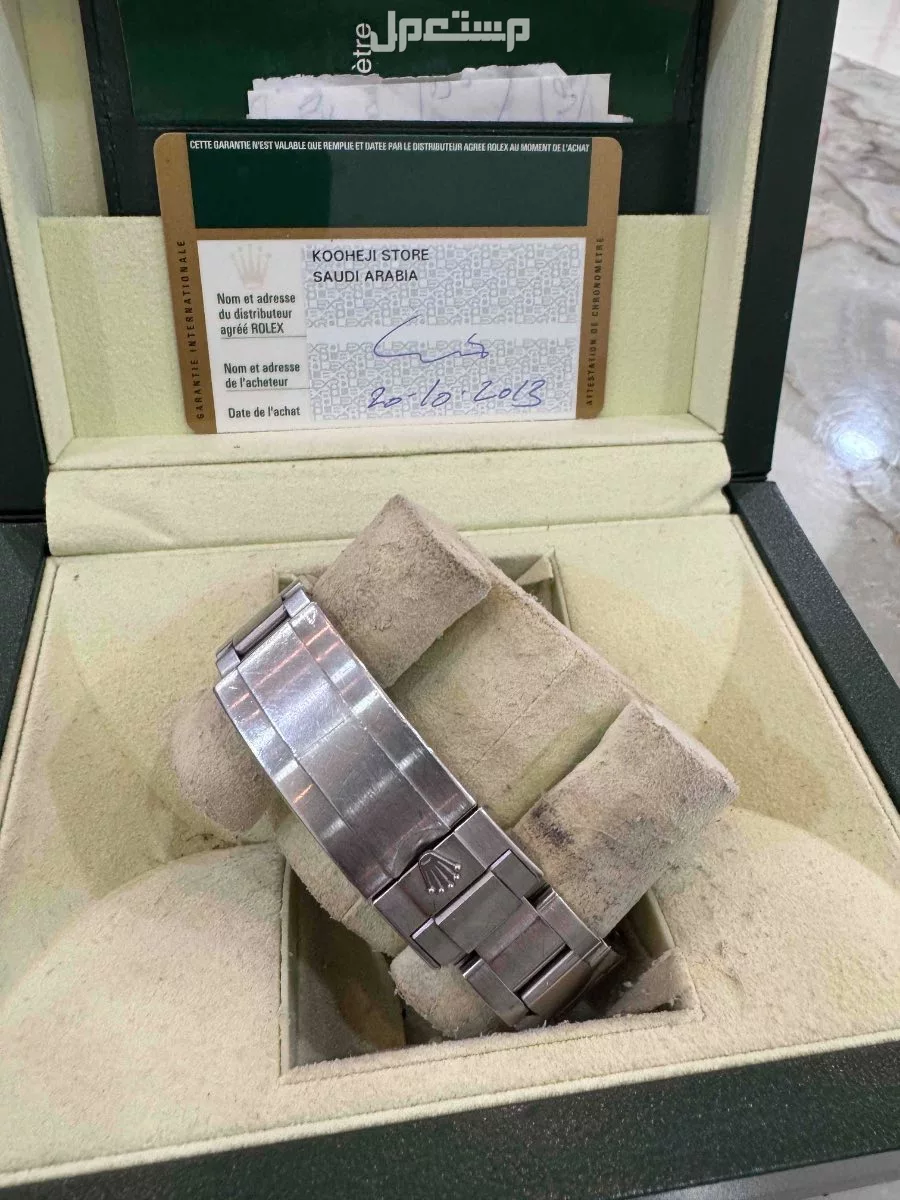 مستعمل
ètre
CETTE GARANTIE N'EST VALABLE QUE REMPLIE ET DATEE PAR LE DISTRIBUTEUR AGREE ROLEX AU MOMENT DE L'ACHAT
GARANTIE INTERNATIONALE
KOOHEJI STORE
SAUDI ARABIA
Nom et adresse
du distributeur
agréé ROLEX
Nom et adresse
de l'acheteur
Date de l'achat
20-10-2013
ATTESTATION DE CHRONOMETRE